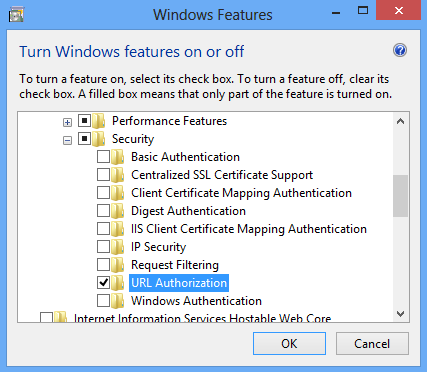 Windows Features
Turn Windows features on or off
To turn a feature on, select its check box. To turn a feature off, clear its
check box. A filled box means that only part of the feature is turned on.
Performance Features
Security
Basic Authentication
Centralized SSL Certificate Support
Client Certificate Mapping Authentication
Digest Authentication
IIS Client Certificate Mapping Authentication
IP Security
Request Filtering
URL Authorization
Windows Authentication
Internet Information Services Hostable Web Core
OK Cancel